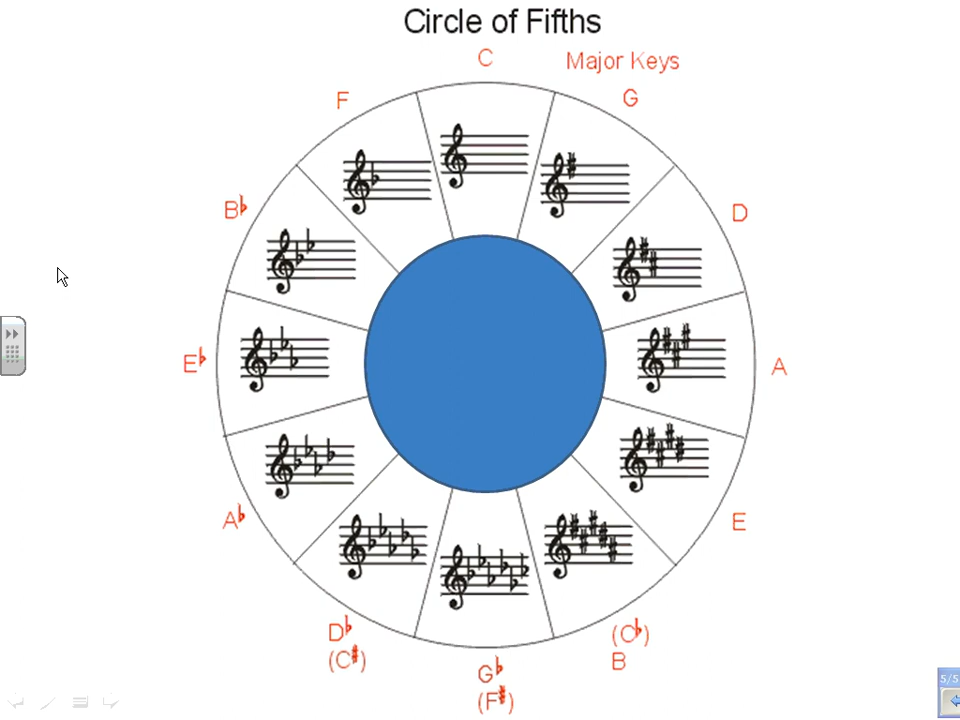 Circle of Fifths
C
Major Keys
F
G
B♭
D
E♭
A
A♭
E
D♭
(C♯)
(C♭)
B
G♭
(F♯)
5/5